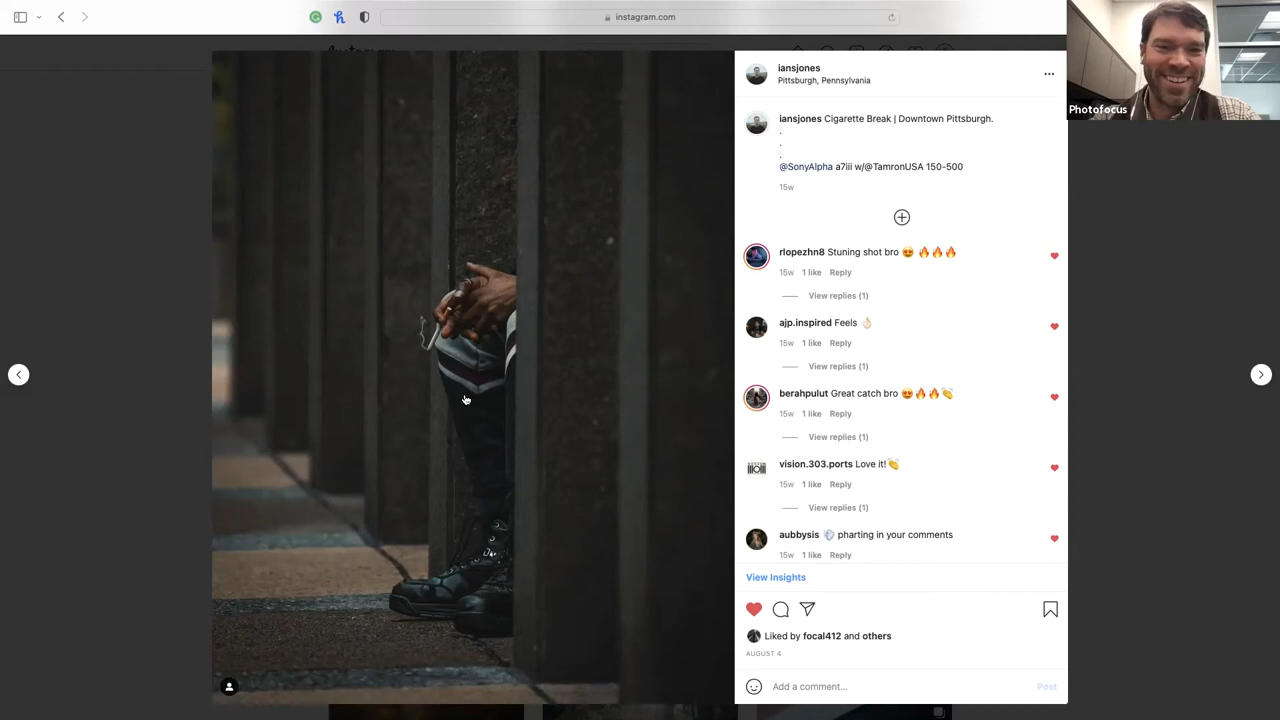 instagram.com
Photofocus
iansjones
Pittsburgh, Pennsylvania
iansjones Cigarette Break | Downtown Pittsburgh.
.
.
.
@SonyAlpha a7iii w/@TamronUSA 150-500
15w
rlopezhn8 Stuning shot bro 😍 🔥🔥🔥
15w 1 like Reply
View replies (1)
ajp.inspired Feels 👌🏻
15w 1 like Reply
View replies (1)
berahpulut Great catch bro 😍🔥🔥👏
15w 1 like Reply
View replies (1)
vision.303.ports Love it!👏
15w 1 like Reply
View replies (1)
aubbysis 💨 pharting in your comments
15w 1 like Reply
View Insights
Liked by focal412 and others
AUGUST 4
Add a comment...
Post